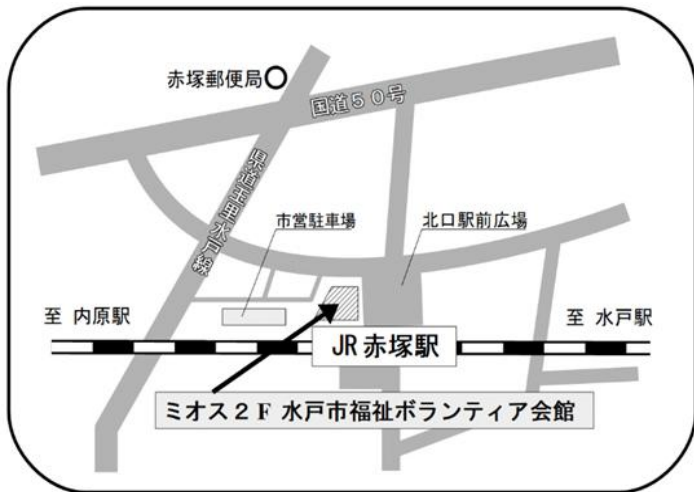 赤塚郵便局
国道５０号
県道玉里水戸線
市営駐車場
北口駅前広場
至 内原駅
至 水戸駅
JR 赤塚駅
ミオス２Ｆ 水戸市福祉ボランティア会館